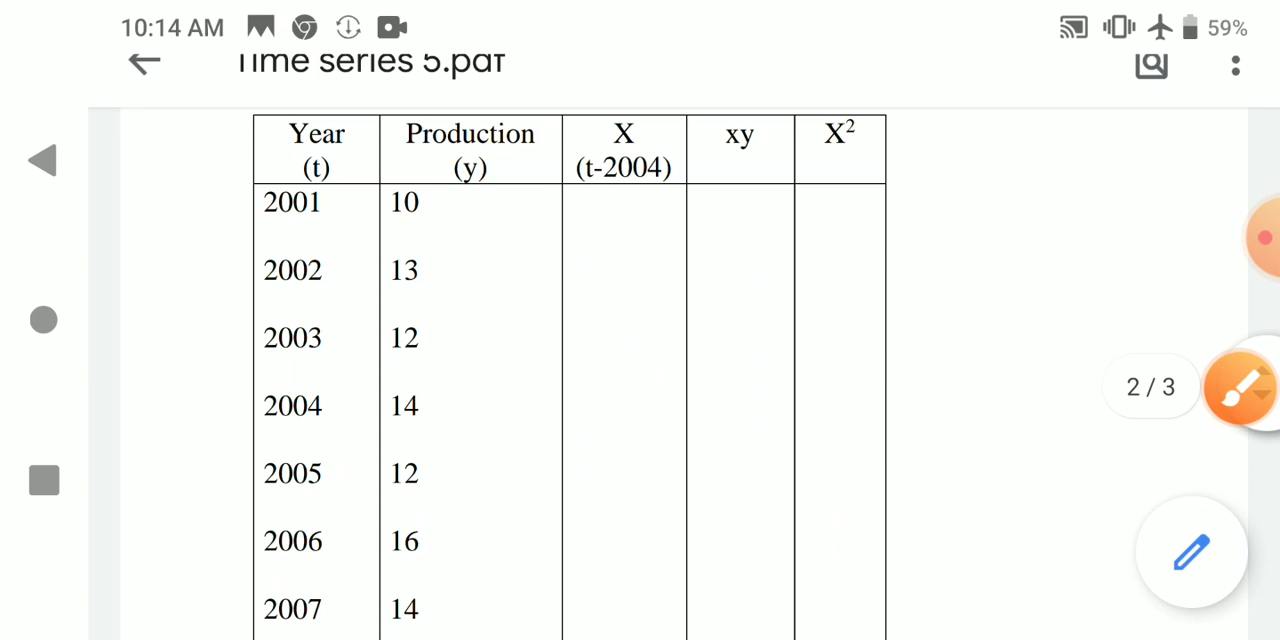 10:14 AM 59%
Time series 5.pdf
Year Production X xy X²
(t) (y) (t-2004)
2001 10
2002 13
2003 12
2004 14
2005 12
2 / 3
2006 16
2007 14